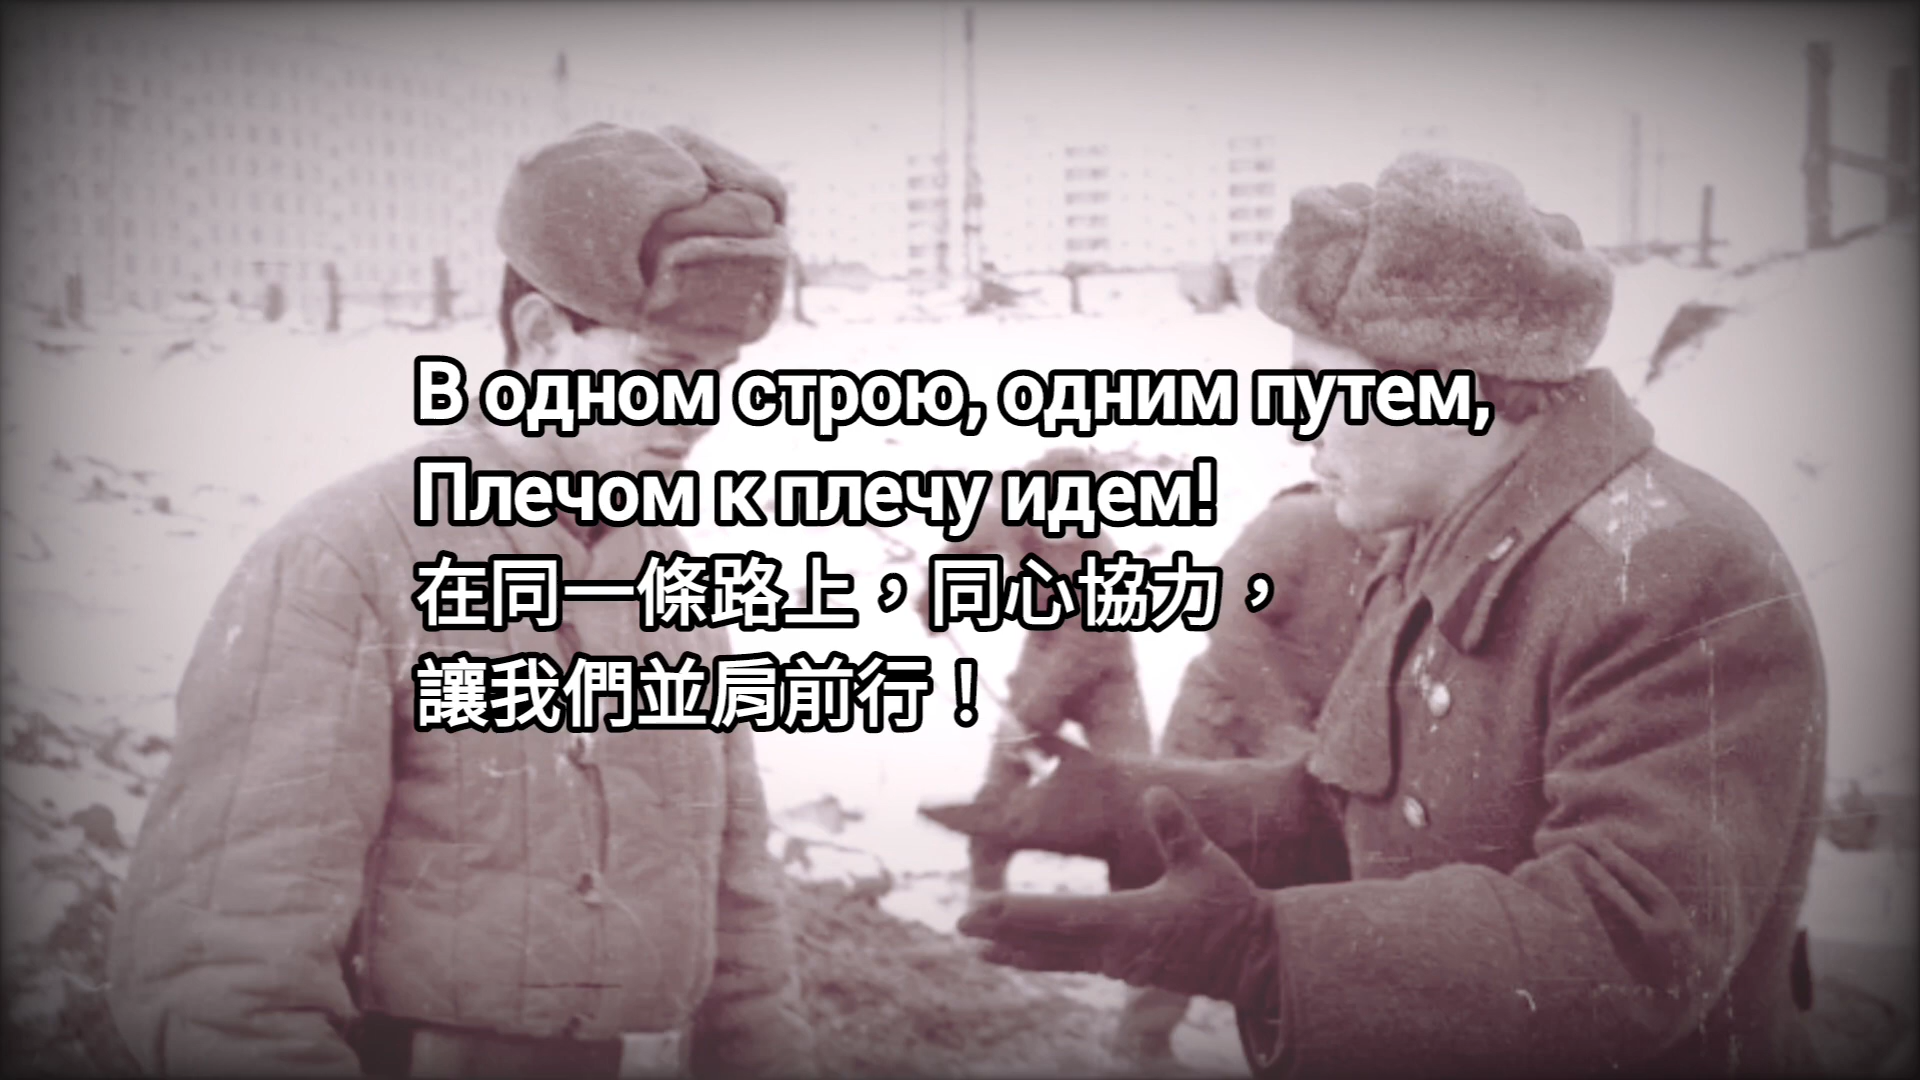 В одном строю, одним путем,
Плечом к плечу идем!
在同一條路上，同心協力，
讓我們並肩前行！